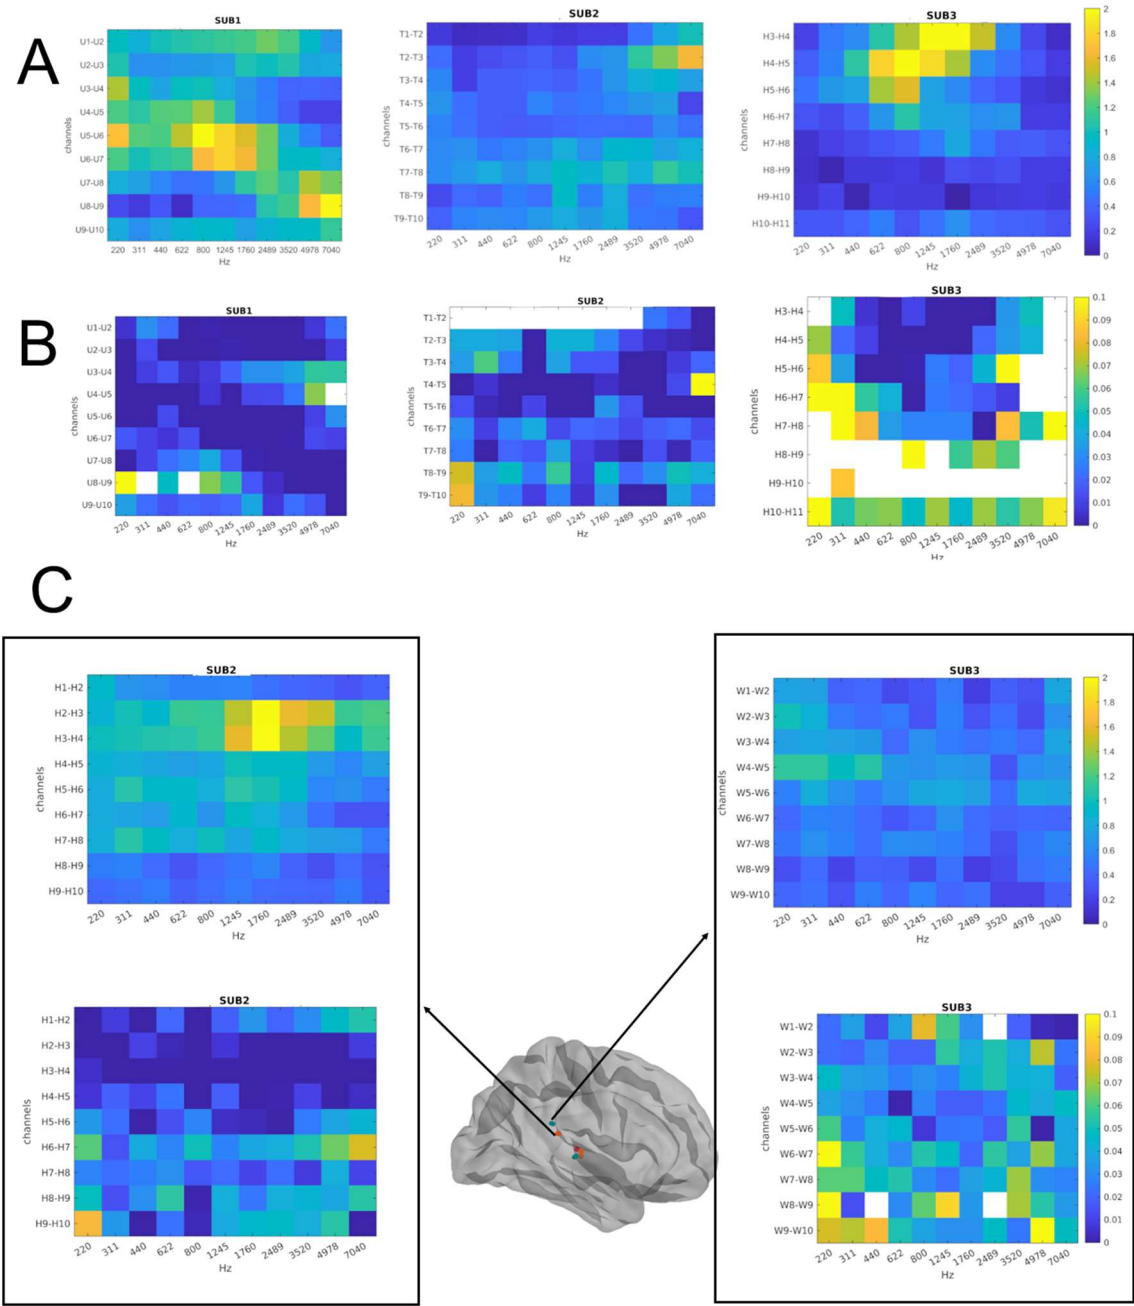 A
SUB1
channels
U1-U2
U2-U3
U3-U4
U4-U5
U5-U6
U6-U7
U7-U8
U8-U9
U9-U10
220 311 440 622 800 1245 1760 2489 3520 4978 7040
Hz
SUB2
channels
T1-T2
T2-T3
T3-T4
T4-T5
T5-T6
T6-T7
T7-T8
T8-T9
T9-T10
220 311 440 622 800 1245 1760 2489 3520 4978 7040
Hz
SUB3
channels
H3-H4
H4-H5
H5-H6
H6-H7
H7-H8
H8-H9
H9-H10
H10-H11
220 311 440 622 800 1245 1760 2489 3520 4978 7040
Hz
2
1.8
1.6
1.4
1.2
1
0.8
0.6
0.4
0.2
0
B
SUB1
channels
U1-U2
U2-U3
U3-U4
U4-U5
U5-U6
U6-U7
U7-U8
U8-U9
U9-U10
220 311 440 622 800 1245 1760 2489 3520 4978 7040
Hz
SUB2
channels
T1-T2
T2-T3
T3-T4
T4-T5
T5-T6
T6-T7
T7-T8
T8-T9
T9-T10
220 311 440 622 800 1245 1760 2489 3520 4978 7040
Hz
SUB3
channels
H3-H4
H4-H5
H5-H6
H6-H7
H7-H8
H8-H9
H9-H10
H10-H11
220 311 440 622 800 1245 1760 2489 3520 4978 7040
Hz
0.1
0.09
0.08
0.07
0.06
0.05
0.04
0.03
0.02
0.01
0
C
SUB2
channels
H1-H2
H2-H3
H3-H4
H4-H5
H5-H6
H6-H7
H7-H8
H8-H9
H9-H10
220 311 440 622 800 1245 1760 2489 3520 4978 7040
Hz
SUB3
channels
W1-W2
W2-W3
W3-W4
W4-W5
W5-W6
W6-W7
W7-W8
W8-W9
W9-W10
220 311 440 622 800 1245 1760 2489 3520 4978 7040
Hz
2
1.8
1.6
1.4
1.2
1
0.8
0.6
0.4
0.2
0
SUB2
channels
H1-H2
H2-H3
H3-H4
H4-H5
H5-H6
H6-H7
H7-H8
H8-H9
H9-H10
220 311 440 622 800 1245 1760 2489 3520 4978 7040
Hz
SUB3
channels
W1-W2
W2-W3
W3-W4
W4-W5
W5-W6
W6-W7
W7-W8
W8-W9
W9-W10
220 311 440 622 800 1245 1760 2489 3520 4978 7040
Hz
0.1
0.09
0.08
0.07
0.06
0.05
0.04
0.03
0.02
0.01
0